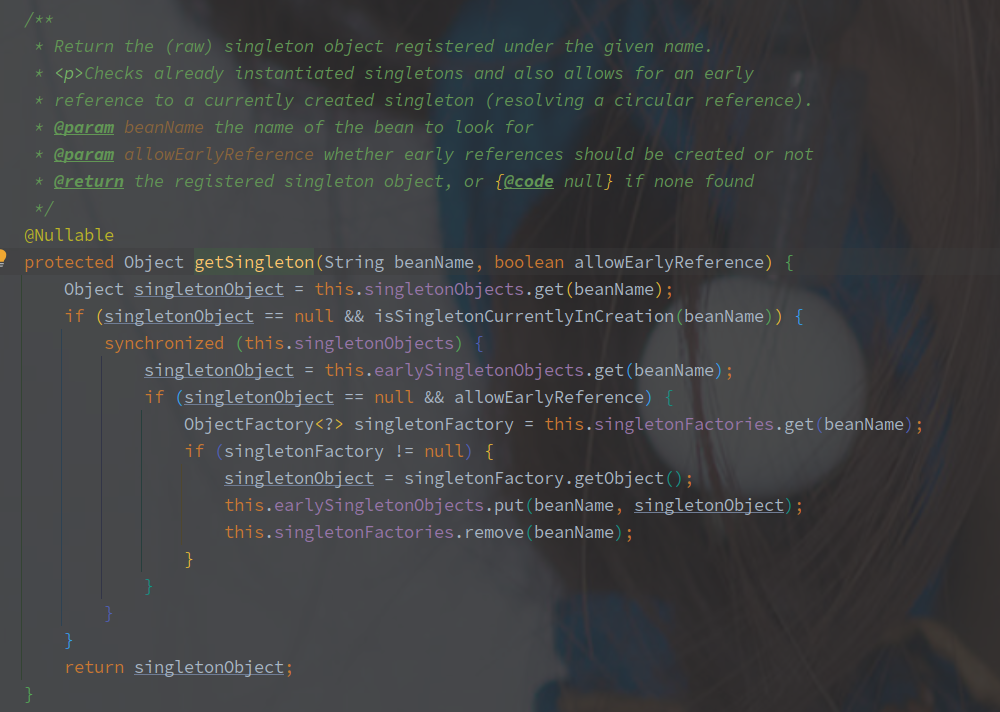 /**
 * Return the (raw) singleton object registered under the given name.
 * <p>Checks already instantiated singletons and also allows for an early
 * reference to a currently created singleton (resolving a circular reference).
 * @param beanName the name of the bean to look for
 * @param allowEarlyReference whether early references should be created or not
 * @return the registered singleton object, or {@code null} if none found
 */
@Nullable
protected Object getSingleton(String beanName, boolean allowEarlyReference) {
    Object singletonObject = this.singletonObjects.get(beanName);
    if (singletonObject == null && isSingletonCurrentlyInCreation(beanName)) {
        synchronized (this.singletonObjects) {
            singletonObject = this.earlySingletonObjects.get(beanName);
            if (singletonObject == null && allowEarlyReference) {
                ObjectFactory<?> singletonFactory = this.singletonFactories.get(beanName);
                if (singletonFactory != null) {
                    singletonObject = singletonFactory.getObject();
                    this.earlySingletonObjects.put(beanName, singletonObject);
                    this.singletonFactories.remove(beanName);
                }
            }
        }
    }
    return singletonObject;
}